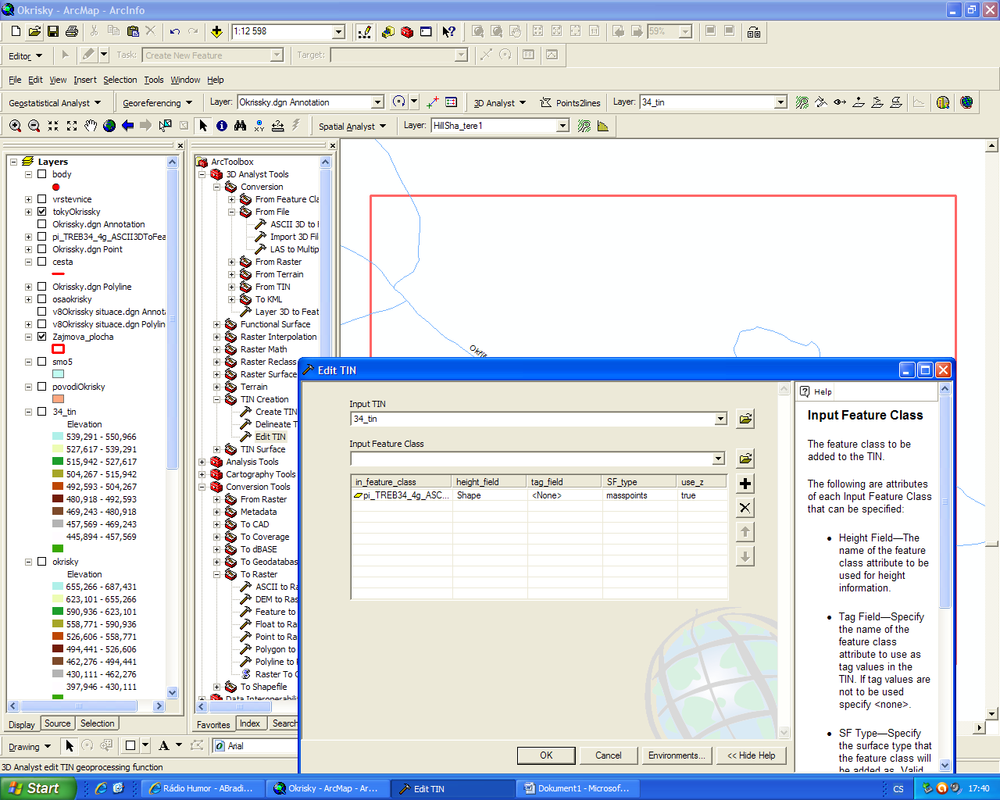 Okrisky - ArcMap - ArcInfo
1:12 598
59%
Editor
Task:
Create New Feature
Target:
File Edit View Insert Selection Tools Window Help
Geostatistical Analyst
Georeferencing
Layer:
Okrissky.dgn Annotation
3D Analyst
Points2lines
Layer:
34_tin
Spatial Analyst
Layer:
HillSha_tere1
Layers
body
vrstevnice
tokyOkrissky
Okrissky.dgn Annotation
pi_TREB34_4g_ASCII3DToFea
Okrissky.dgn Point
cesta
Okrissky.dgn Polyline
osaokrisky
v8Okrissky situace.dgn Annota
v8Okrissky situace.dgn Polylin
Zajmova_plocha
smo5
povodiOkrisky
34_tin
Elevation
539,291 - 550,966
527,617 - 539,291
515,942 - 527,617
504,267 - 515,942
492,593 - 504,267
480,918 - 492,593
469,243 - 480,918
457,569 - 469,243
445,894 - 457,569
okrisky
Elevation
655,266 - 687,431
623,101 - 655,266
590,936 - 623,101
558,771 - 590,936
526,606 - 558,771
494,441 - 526,606
462,276 - 494,441
430,111 - 462,276
397,946 - 430,111
Display Source Selection
ArcToolbox
3D Analyst Tools
Conversion
From Feature Cla
From File
ASCII 3D to F
Import 3D Fil
LAS to Multip
From Raster
From Terrain
From TIN
To KML
Layer 3D to Feat
Functional Surface
Raster Interpolation
Raster Math
Raster Reclass
Raster Surface
Terrain
TIN Creation
Create TIN
Delineate T
Edit TIN
TIN Surface
Analysis Tools
Cartography Tools
Conversion Tools
From Raster
Metadata
To CAD
To Coverage
To dBASE
To Geodatabas
To Raster
ASCII to Ra
DEM to Ras
Feature to
Float to Ra
Point to Ra
Polygon to
Polyline to R
Raster To O
To Shapefile
Data Interoperabil
Favorites Index Search
Edit TIN
Input TIN
34_tin
Input Feature Class
in_feature_class height_field tag_field SF_type use_z
pi_TREB34_4g_ASC... Shape <None> masspoints true
OK Cancel Environments... << Hide Help
Help
Input Feature Class
The feature class to be
added to the TIN.
The following are attributes
of each Input Feature Class
that can be specified:
• Height Field—The
name of the feature
class attribute to be
used for height
information.
• Tag Field—Specify
the name of the
feature class
attribute to use as
tag values in the
TIN. If tag values are
not to be used
specify <none>.
• SF Type—Specify
the surface type that
the feature class will
be added as. Valid
Drawing
A
Arial
3D Analyst edit TIN geoprocessing function
Start
Rádio Humor - ABradi...
Okrisky - ArcMap - Ar...
Edit TIN
Dokument1 - Microsof...
CS
17:40